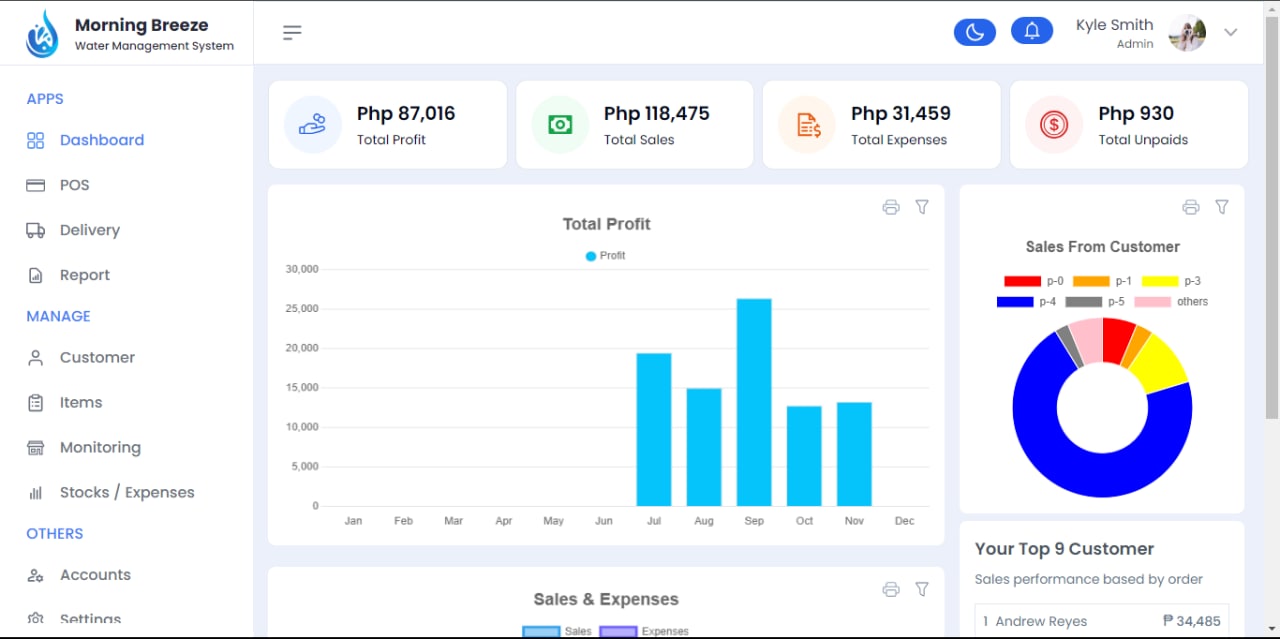 Morning Breeze
Water Management System
Kyle Smith
Admin
APPS
Dashboard
POS
Delivery
Report
MANAGE
Customer
Items
Monitoring
Stocks / Expenses
OTHERS
Accounts
Settings
Php 87,016
Total Profit
Php 118,475
Total Sales
Php 31,459
Total Expenses
Php 930
Total Unpaids
Total Profit
Profit
30,000
25,000
20,000
15,000
10,000
5,000
0
Jan Feb Mar Apr May Jun Jul Aug Sep Oct Nov Dec
Sales & Expenses
Sales Expenses
Sales From Customer
p-0 p-1 p-3
p-4 p-5 others
Your Top 9 Customer
Sales performance based by order
1 Andrew Reyes ₱ 34,485